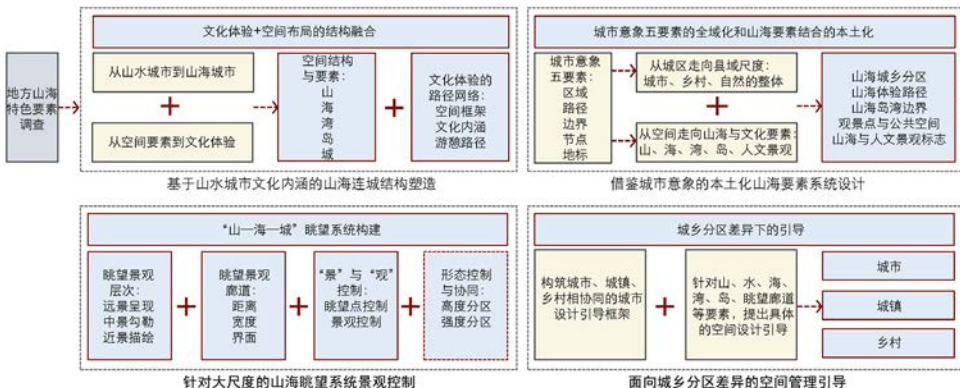 地方山海
特色要素
调查
文化体验+空间布局的结构融合
从山水城市到山海城市
从空间要素到文化体验
空间结构
与要素:
山
海
湾
岛
城
文化体验的
路径网络:
空间框架
文化内涵
游憩路径
基于山水城市文化内涵的山海连城结构塑造
城市意象五要素的全域化和山海要素结合的本土化
城市意象
五要素:
区域
路径
边界
节点
地标
从城区走向县域尺度:
城市、乡村、自然的整体
从空间走向山海与文化要素:
山、海、湾、岛、人文景观
山海城乡分区
山海体验路径
山海岛湾边界
观景点与公共空间
山海与人文景观标志
借鉴城市意象的本土化山海要素系统设计
“山—海—城”眺望系统构建
眺望景观
层次:
远景呈现
中景勾勒
近景描绘
眺望景观
廊道:
距离
宽度
界面
“景”与“观”
控制:
眺望点控制
景观控制
形态控制
与协同:
高度分区
强度分区
针对大尺度的山海眺望系统景观控制
城乡分区差异下的引导
构筑城市、城镇、
乡村相协同的城市
设计引导框架
针对山、水、海、
湾、岛、眺望廊道
等要素，提出具体
的空间设计引导
城市
城镇
乡村
面向城乡分区差异的空间管理引导